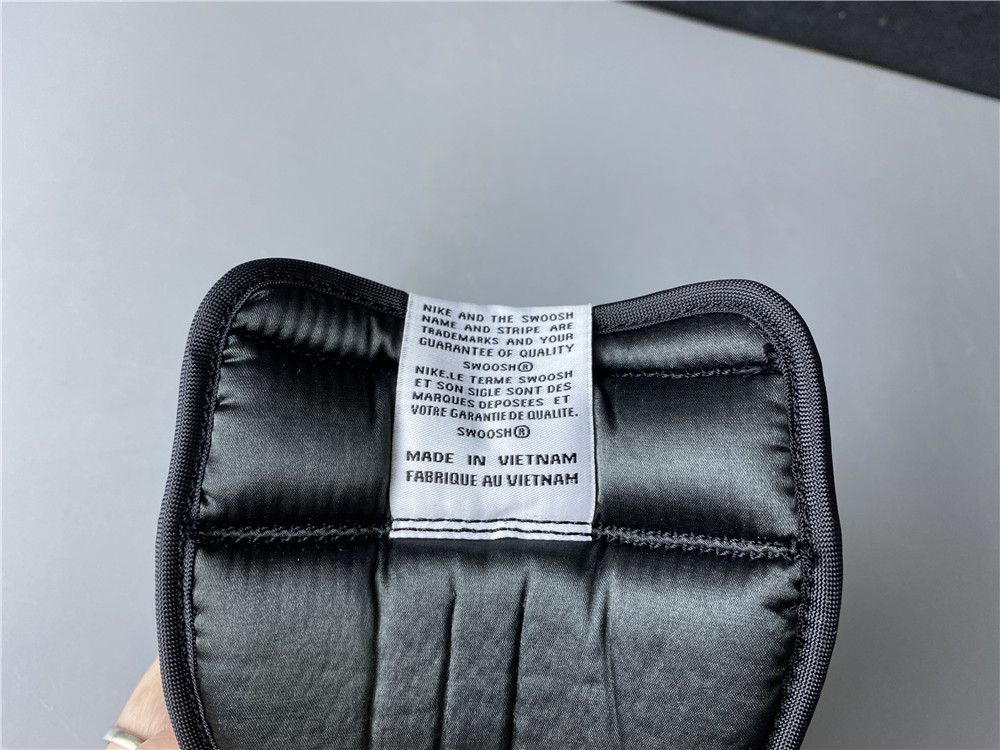 NIKE AND THE SWOOSH
NAME AND STRIPE ARE
TRADEMARKS AND YOUR
GUARANTEE OF QUALITY
SWOOSH®
NIKE.LE TERME SWOOSH
ET SON SIGLE SONT DES
MARQUES DEPOSEES ET
VOTRE GARANTIE DE QUALITE.
SWOOSH®
MADE IN VIETNAM
FABRIQUE AU VIETNAM